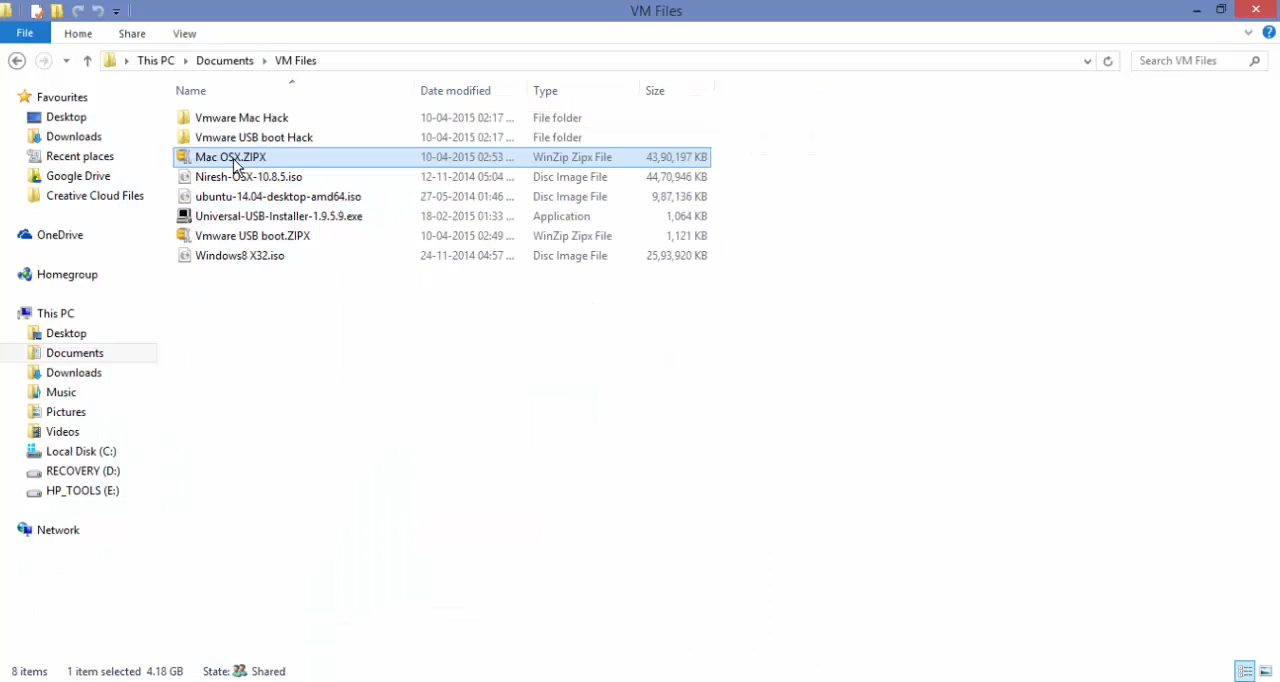 VM Files
File Home Share View
This PC Documents VM Files Search VM Files
Name Date modified Type Size
Favourites
Desktop
Downloads
Recent places
Google Drive
Creative Cloud Files
OneDrive
Homegroup
This PC
Desktop
Documents
Downloads
Music
Pictures
Videos
Local Disk (C:)
RECOVERY (D:)
HP_TOOLS (E:)
Network
Vmware Mac Hack 10-04-2015 02:17 ... File folder
Vmware USB boot Hack 10-04-2015 02:17 ... File folder
Mac OSX.ZIPX 10-04-2015 02:53 ... WinZip Zipx File 43,90,197 KB
Niresh-OSX-10.8.5.iso 12-11-2014 05:04 ... Disc Image File 44,70,946 KB
ubuntu-14.04-desktop-amd64.iso 27-05-2014 01:46 ... Disc Image File 9,87,136 KB
Universal-USB-Installer-1.9.5.9.exe 18-02-2015 01:33 ... Application 1,064 KB
Vmware USB boot.ZIPX 10-04-2015 02:49 ... WinZip Zipx File 1,121 KB
Windows8 X32.iso 24-11-2014 04:57 ... Disc Image File 25,93,920 KB
8 items 1 item selected 4.18 GB State: Shared